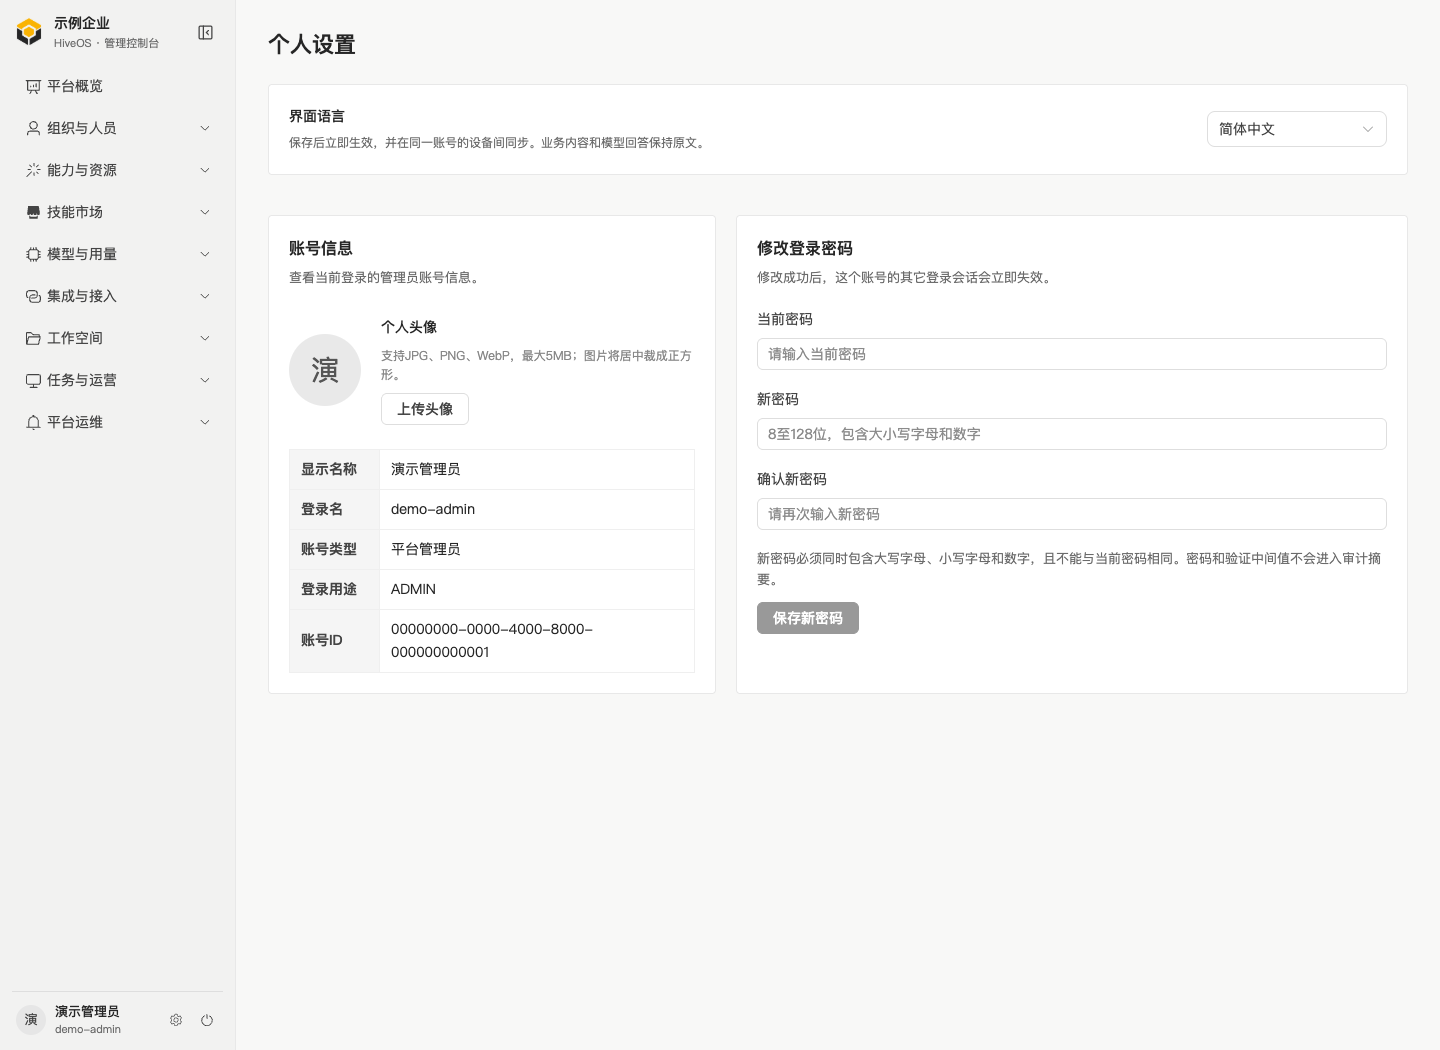 示例企业
HiveOS · 管理控制台
平台概览
组织与人员
能力与资源
技能市场
模型与用量
集成与接入
工作空间
任务与运营
平台运维
演
演示管理员
demo-admin
个人设置
界面语言
保存后立即生效，并在同一账号的设备间同步。业务内容和模型回答保持原文。
简体中文
账号信息
查看当前登录的管理员账号信息。
演
个人头像
支持JPG、PNG、WebP，最大5MB；图片将居中裁成正方
形。
上传头像
显示名称 演示管理员
登录名 demo-admin
账号类型 平台管理员
登录用途 ADMIN
账号ID 00000000-0000-4000-8000-
000000000001
修改登录密码
修改成功后，这个账号的其它登录会话会立即失效。
当前密码
请输入当前密码
新密码
8至128位，包含大小写字母和数字
确认新密码
请再次输入新密码
新密码必须同时包含大写字母、小写字母和数字，且不能与当前密码相同。密码和验证中间值不会进入审计摘
要。
保存新密码